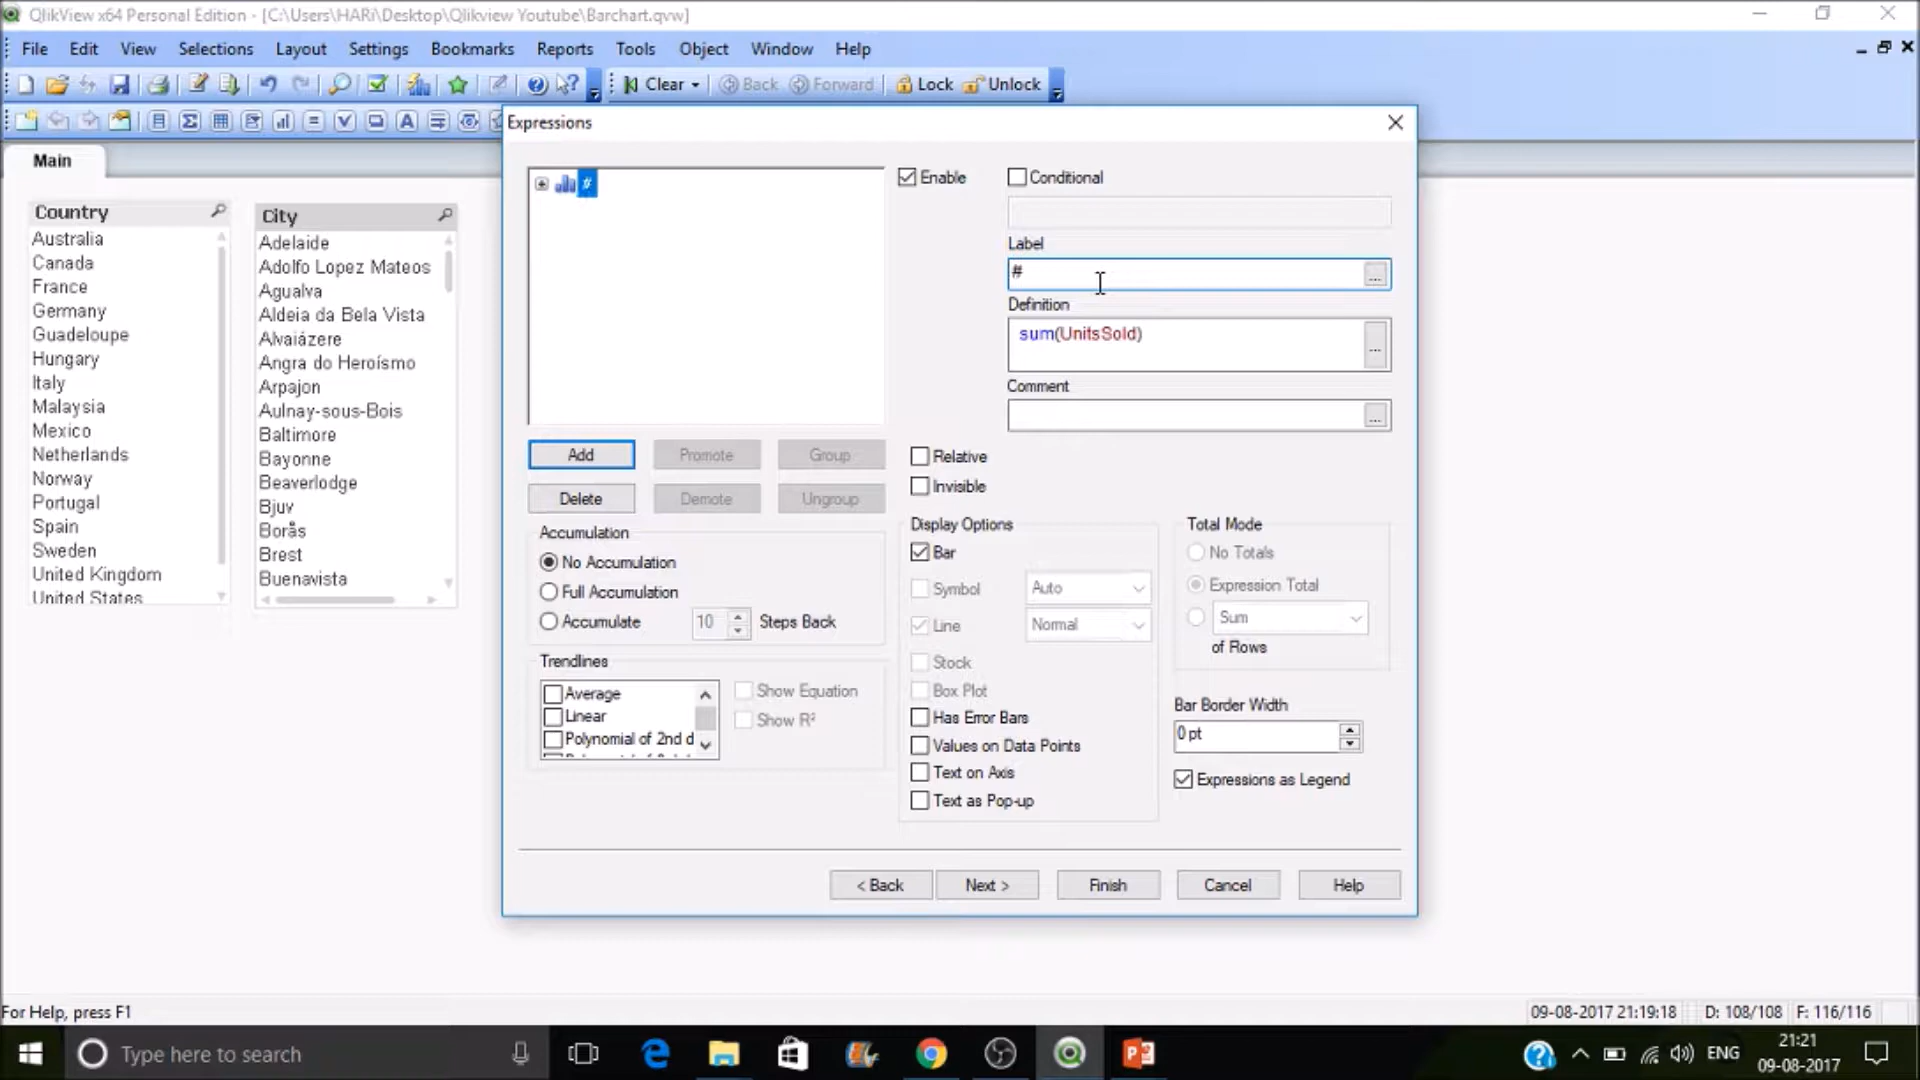 QlikView x64 Personal Edition - [C:\Users\HARi\Desktop\Qlikview Youtube\Barchart.qvw]
File Edit View Selections Layout Settings Bookmarks Reports Tools Object Window Help
Clear Back Forward Lock Unlock
Main
Country
Australia
Canada
France
Germany
Guadeloupe
Hungary
Italy
Malaysia
Mexico
Netherlands
Norway
Portugal
Spain
Sweden
United Kingdom
United States
City
Adelaide
Adolfo Lopez Mateos
Agualva
Aldeia da Bela Vista
Alvaiázere
Angra do Heroísmo
Arpajon
Aulnay-sous-Bois
Baltimore
Bayonne
Beaverlodge
Bjuv
Borås
Brest
Buenavista
Expressions
#
Enable Conditional
Label
# ...
Definition
sum(UnitsSold) ...
Comment
...
Add Promote Group
Delete Demote Ungroup
Relative
Invisible
Accumulation
No Accumulation
Full Accumulation
Accumulate 10 Steps Back
Trendlines
Average
Linear
Polynomial of 2nd d
Show Equation
Show R²
Display Options
Bar
Symbol Auto
Line Normal
Stock
Box Plot
Has Error Bars
Values on Data Points
Text on Axis
Text as Pop-up
Total Mode
No Totals
Expression Total
Sum
of Rows
Bar Border Width
0 pt
Expressions as Legend
< Back Next > Finish Cancel Help
For Help, press F1
09-08-2017 21:19:18 D: 108/108 F: 116/116
Type here to search
ENG
21:21
09-08-2017